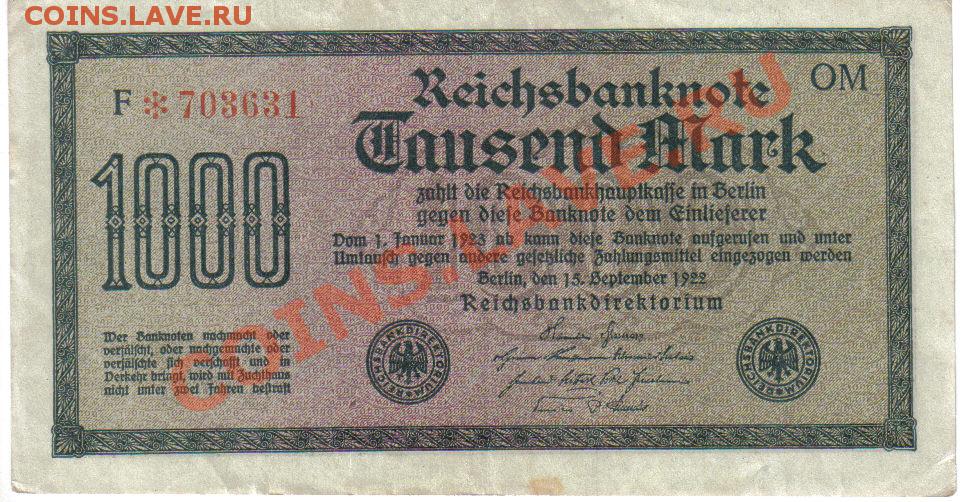 COINS.LAVE.RU
Reichsbanknote
OM
F*703631
Tausend Mark
1000
zahlt die Reichsbankhauptkasse in Berlin
gegen diese Banknote dem Einlieferer
Vom 1. Januar 1923 ab kann diese Banknote aufgerufen und unter
Umtausch gegen andere gesetzliche Zahlungsmittel eingezogen werden
Berlin, den 15. September 1922
Reichsbankdirektorium
Wer Banknoten nachmacht oder
verfälscht, oder nachgemachte oder
verfälschte sich verschafft und in
Verkehr bringt, wird mit Zuchthaus
nicht unter zwei Jahren bestraft
REICHSBANKDIREKTORIUM
REICHSBANKDIREKTORIUM
COINS.LAVE.RU